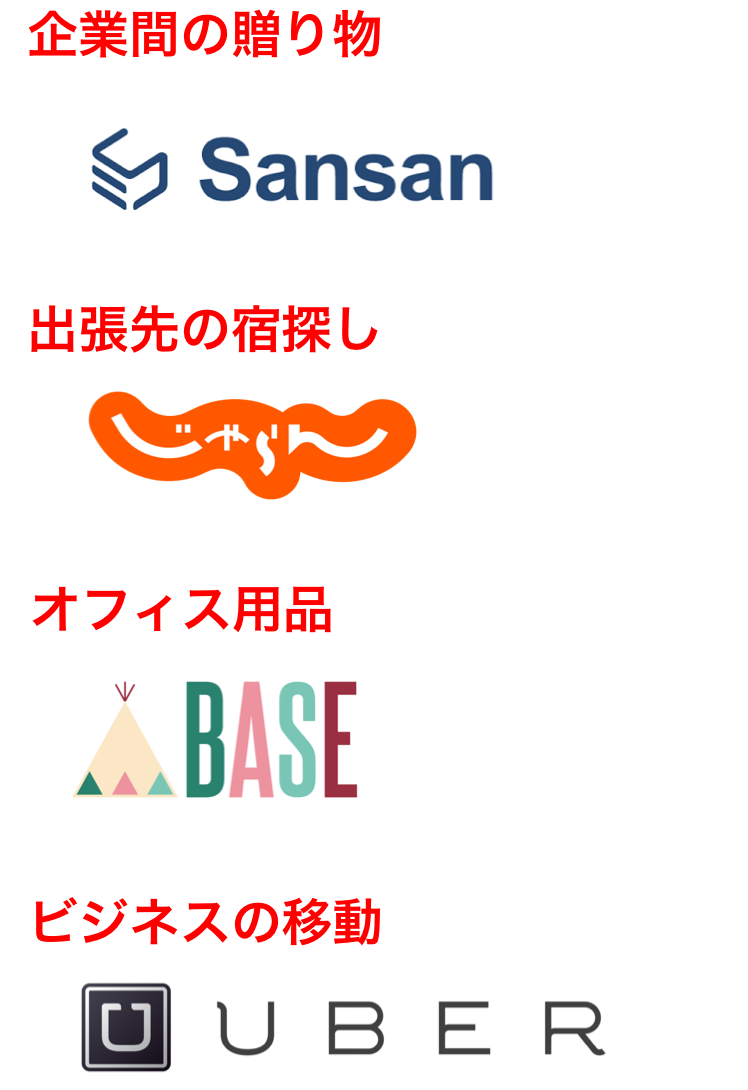 企業間の贈り物
Sansan
出張先の宿探し
じゃらん
オフィス用品
BASE
ビジネスの移動
U UBER